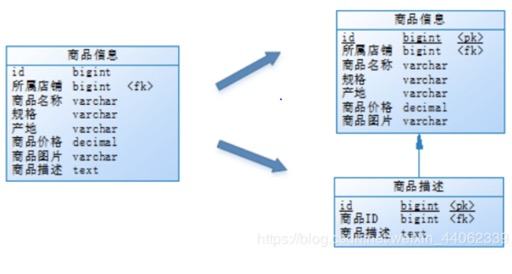 商品信息
id bigint
所属店铺 bigint <fk>
商品名称 varchar
规格 varchar
产地 varchar
商品价格 decimal
商品图片 varchar
商品描述 text
商品信息
id bigint <pk>
所属店铺 bigint <fk>
商品名称 varchar
规格 varchar
产地 varchar
商品价格 decimal
商品图片 varchar
商品描述
id bigint <pk>
商品ID bigint <fk>
商品描述 text
https://blog.csdn.net/weixin_44062339